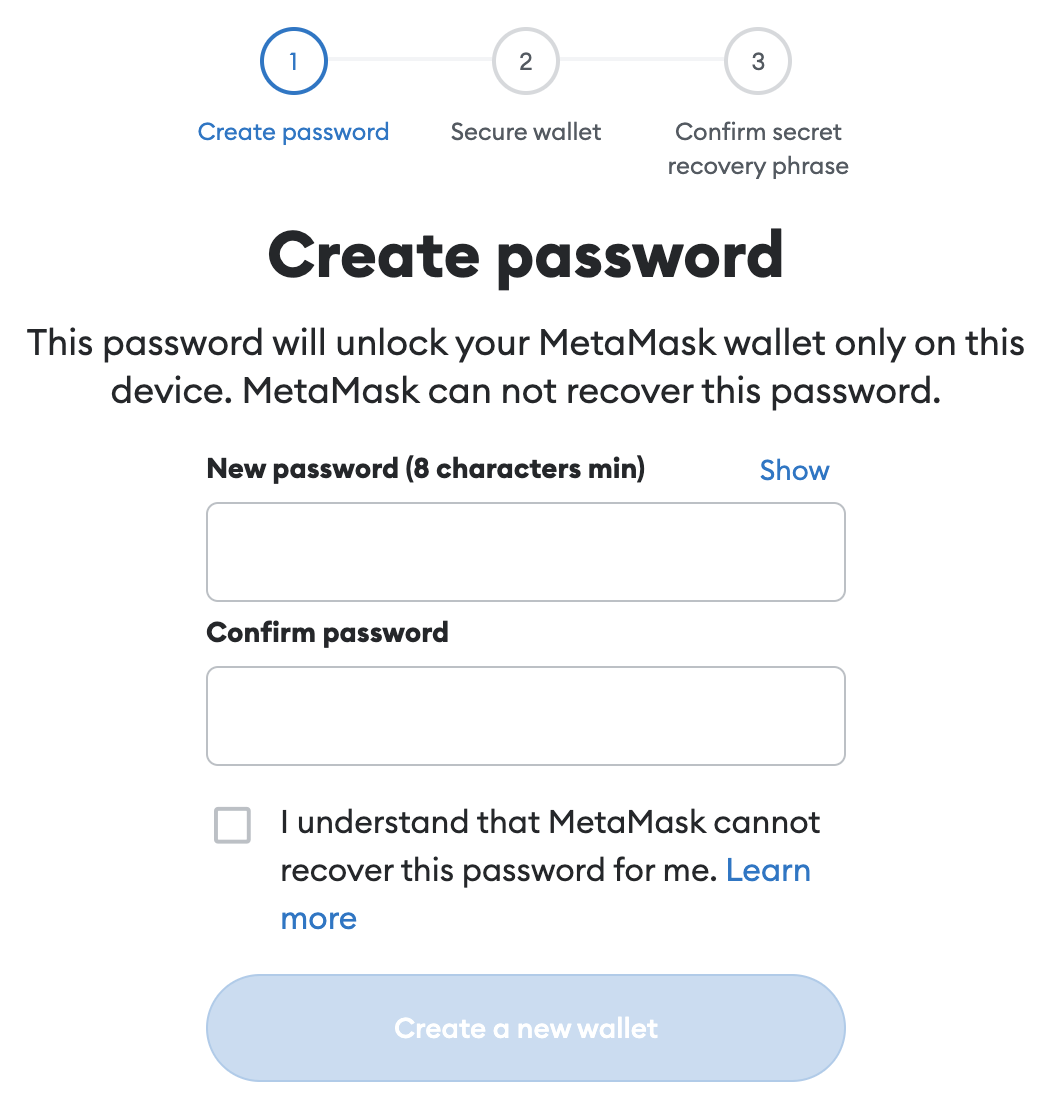 1
2
3
Create password
Secure wallet
Confirm secret
recovery phrase
Create password
This password will unlock your MetaMask wallet only on this
device. MetaMask can not recover this password.
New password (8 characters min)
Show
Confirm password
I understand that MetaMask cannot
recover this password for me. Learn
more
Create a new wallet